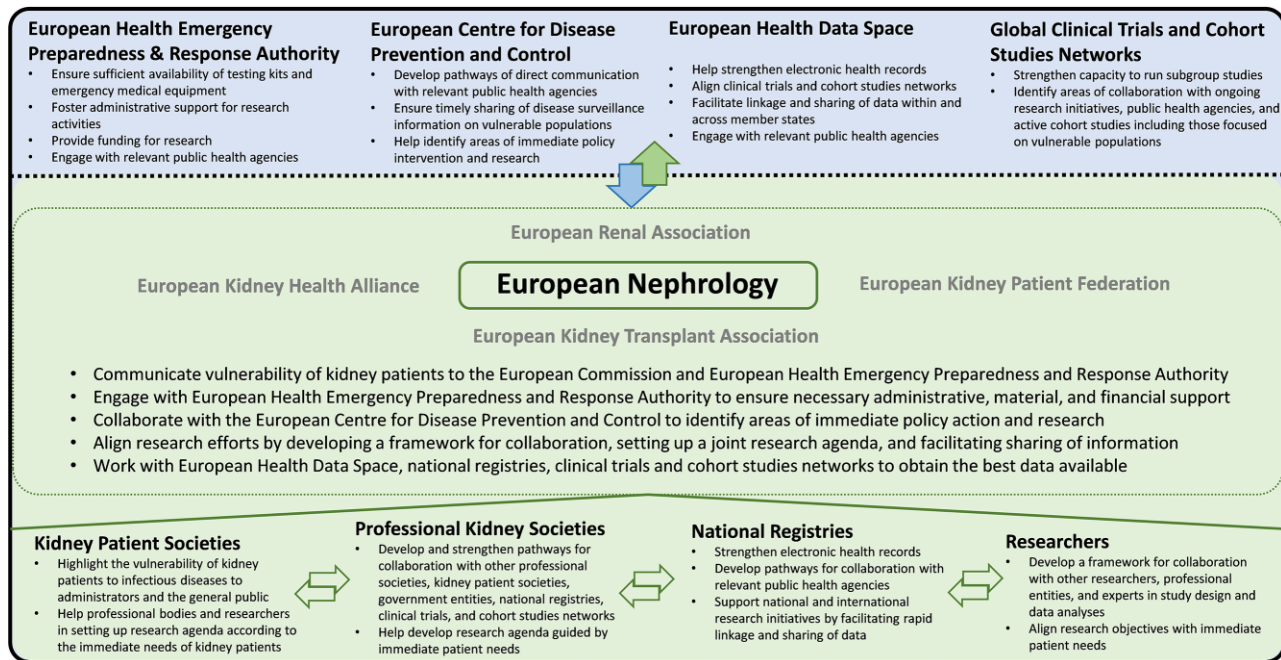 European Health Emergency
Preparedness & Response Authority
• Ensure sufficient availability of testing kits and
emergency medical equipment
• Foster administrative support for research
activities
• Provide funding for research
• Engage with relevant public health agencies
European Centre for Disease
Prevention and Control
• Develop pathways of direct communication
with relevant public health agencies
• Ensure timely sharing of disease surveillance
information on vulnerable populations
• Help identify areas of immediate policy
intervention and research
European Health Data Space
• Help strengthen electronic health records
• Align clinical trials and cohort studies networks
• Facilitate linkage and sharing of data within and
across member states
• Engage with relevant public health agencies
Global Clinical Trials and Cohort
Studies Networks
• Strengthen capacity to run subgroup studies
• Identify areas of collaboration with ongoing
research initiatives, public health agencies, and
active cohort studies including those focused
on vulnerable populations
European Renal Association
European Kidney Health Alliance
European Nephrology
European Kidney Patient Federation
European Kidney Transplant Association
• Communicate vulnerability of kidney patients to the European Commission and European Health Emergency Preparedness and Response Authority
• Engage with European Health Emergency Preparedness and Response Authority to ensure necessary administrative, material, and financial support
• Collaborate with the European Centre for Disease Prevention and Control to identify areas of immediate policy action and research
• Align research efforts by developing a framework for collaboration, setting up a joint research agenda, and facilitating sharing of information
• Work with European Health Data Space, national registries, clinical trials and cohort studies networks to obtain the best data available
Kidney Patient Societies
• Highlight the vulnerability of kidney
patients to infectious diseases to
administrators and the general public
• Help professional bodies and researchers
in setting up research agenda according to
the immediate needs of kidney patients
Professional Kidney Societies
• Develop and strengthen pathways for
collaboration with other professional
societies, kidney patient societies,
government entities, national registries,
clinical trials, and cohort studies networks
• Help develop research agenda guided by
immediate patient needs
National Registries
• Strengthen electronic health records
• Develop pathways for collaboration with
relevant public health agencies
• Support national and international
research initiatives by facilitating rapid
linkage and sharing of data
Researchers
• Develop a framework for collaboration
with other researchers, professional
entities, and experts in study design and
data analyses
• Align research objectives with immediate
patient needs